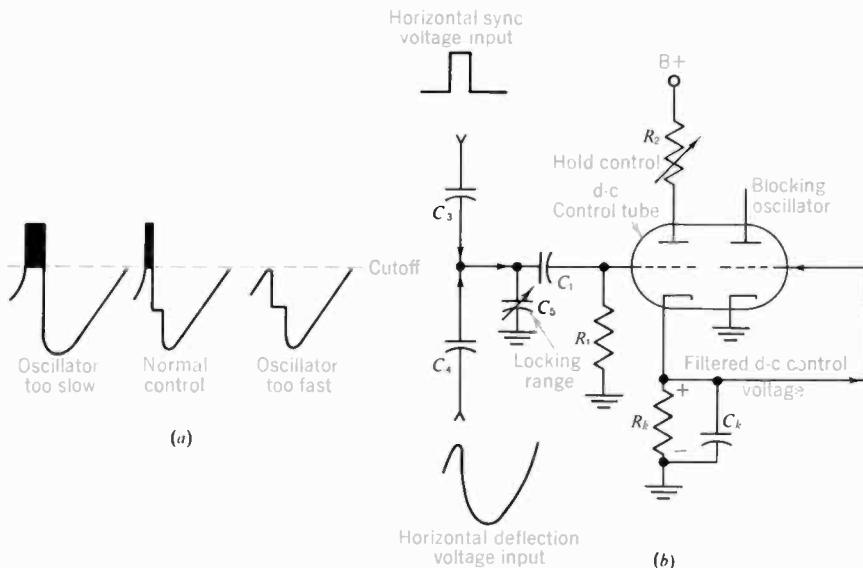 Horizontal sync
voltage input
B+
R2
Hold control
d-c
Control tube
Blocking
oscillator
C3
Cutoff
C1
C5
R1
Locking
range
C4
Oscillator
too slow
Normal
control
Oscillator
too fast
(a)
Filtered d-c control
voltage
+
Rk
Ck
−
Horizontal deflection
voltage input
(b)